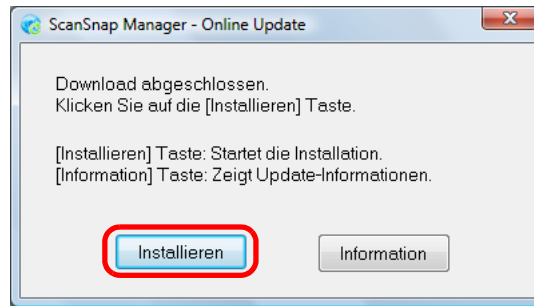 ScanSnap Manager - Online Update
Download abgeschlossen.
Klicken Sie auf die [Installieren] Taste.
[Installieren] Taste: Startet die Installation.
[Information] Taste: Zeigt Update-Informationen.
Installieren
Information